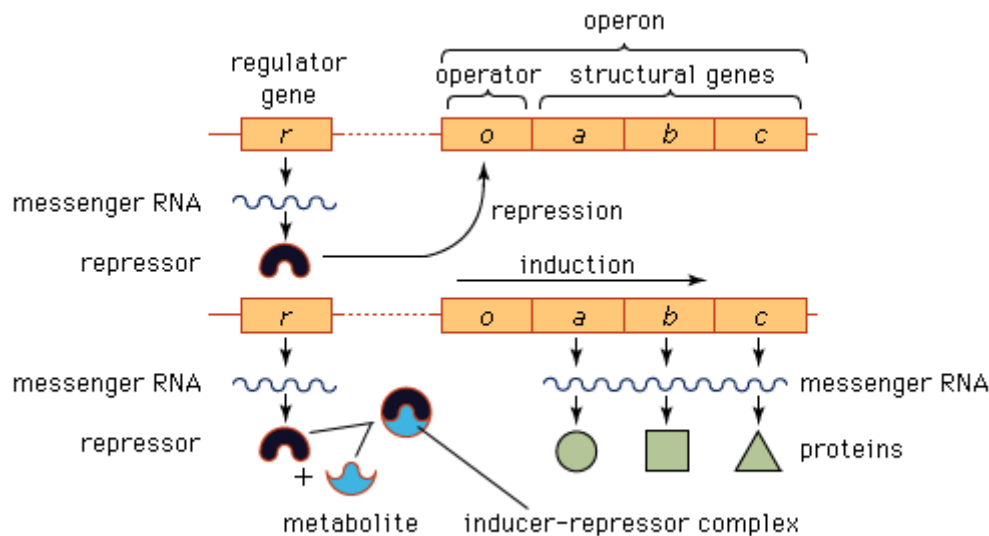 operon
regulator
gene
operator
structural genes
r
o
a
b
c
messenger RNA
repression
repressor
induction
r
o
a
b
c
messenger RNA
messenger RNA
repressor
+
proteins
metabolite
inducer-repressor complex